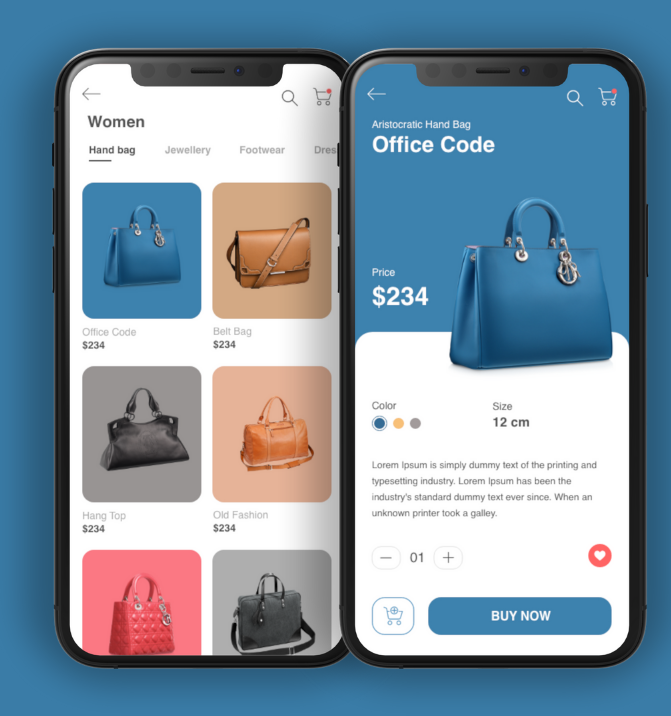 Women
Hand bag Jewellery Footwear Dres
Office Code
$234
Belt Bag
$234
Hang Top
$234
Old Fashion
$234
Aristocratic Hand Bag
Office Code
Price
$234
Color
Size
12 cm
Lorem Ipsum is simply dummy text of the printing and
typesetting industry. Lorem Ipsum has been the
industry's standard dummy text ever since. When an
unknown printer took a galley.
01
BUY NOW